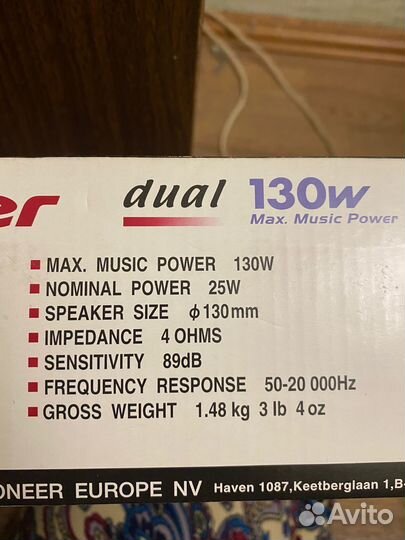 er dual 130w
Max. Music Power
MAX. MUSIC POWER 130W
NOMINAL POWER 25W
SPEAKER SIZE ϕ130mm
IMPEDANCE 4 OHMS
SENSITIVITY 89dB
FREQUENCY RESPONSE 50-20 000Hz
GROSS WEIGHT 1.48 kg 3 lb 4 oz
ONEER EUROPE NV Haven 1087,Keetberglaan 1,B-
Avito